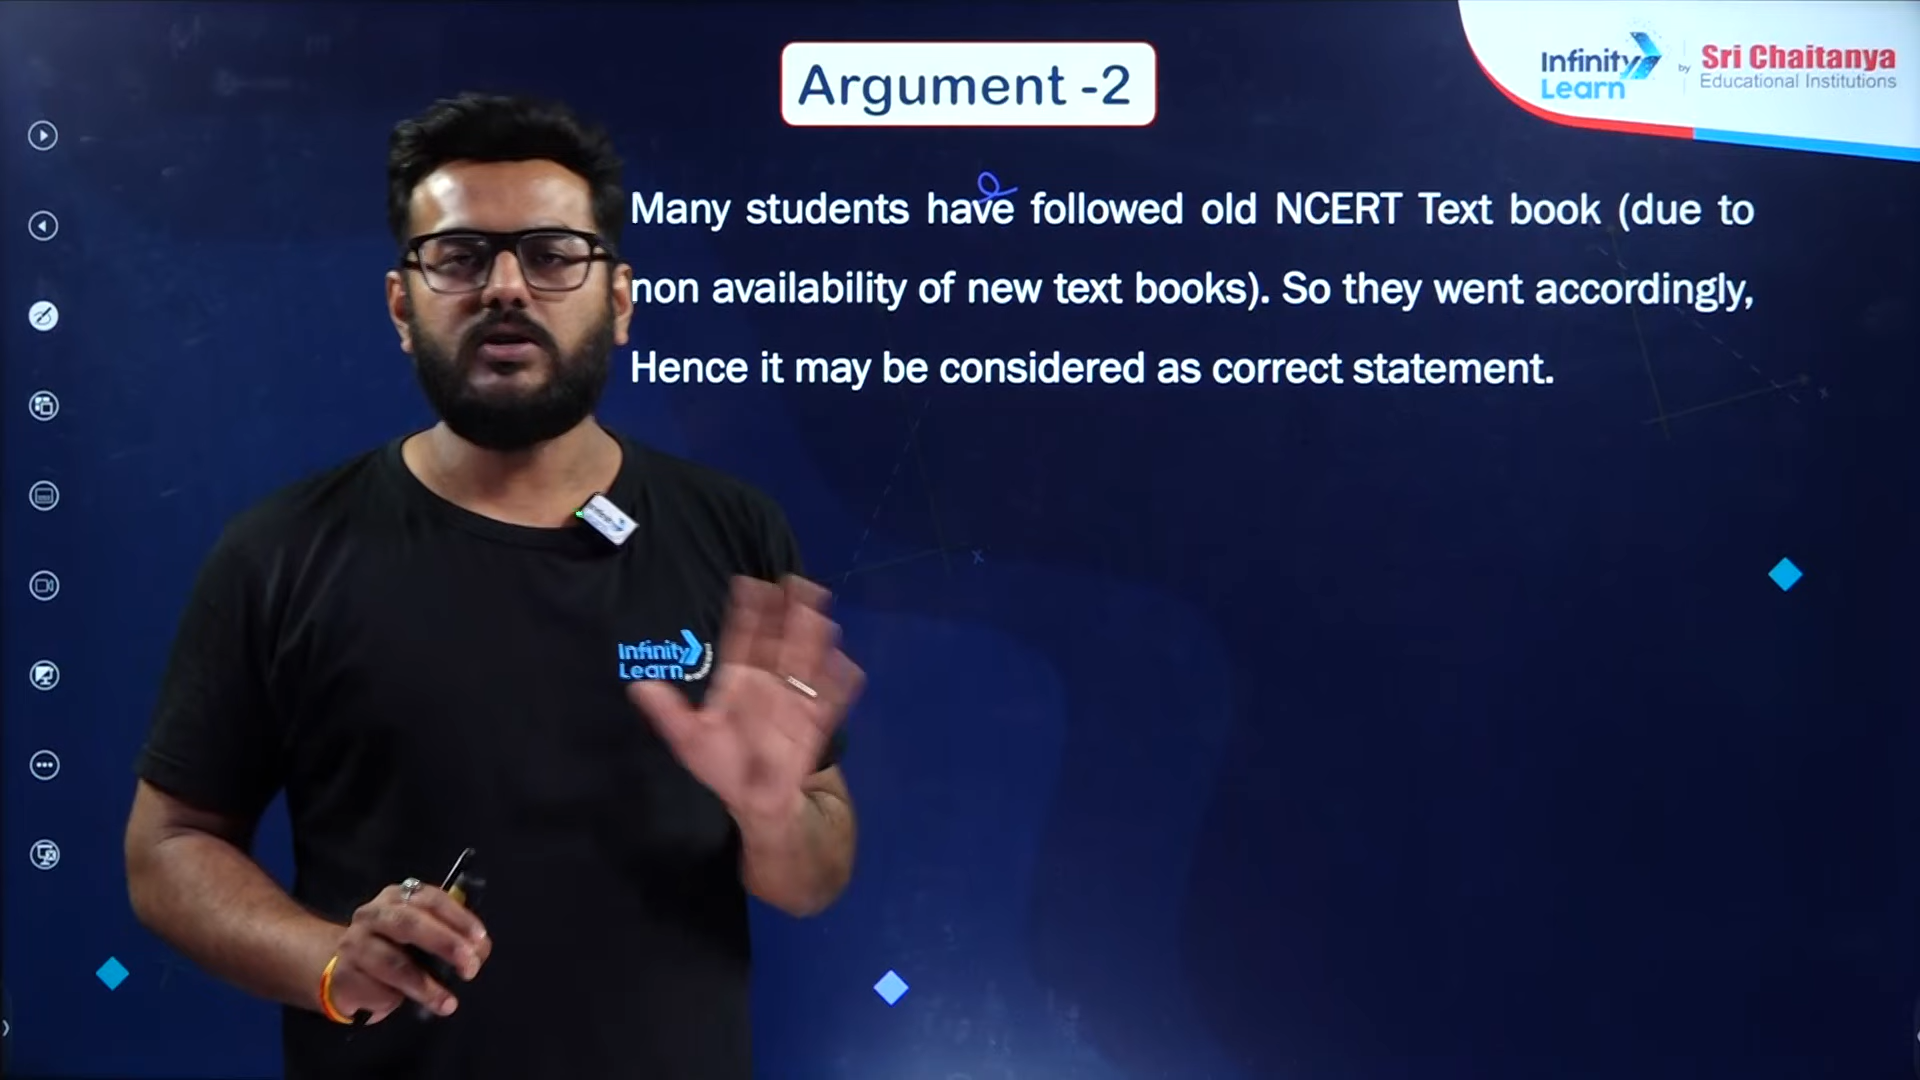 Argument -2
Infinity
Learn
by
Sri Chaitanya
Educational Institutions
Many students have followed old NCERT Text book (due to
non availability of new text books). So they went accordingly,
Hence it may be considered as correct statement.
Infinity
Learn